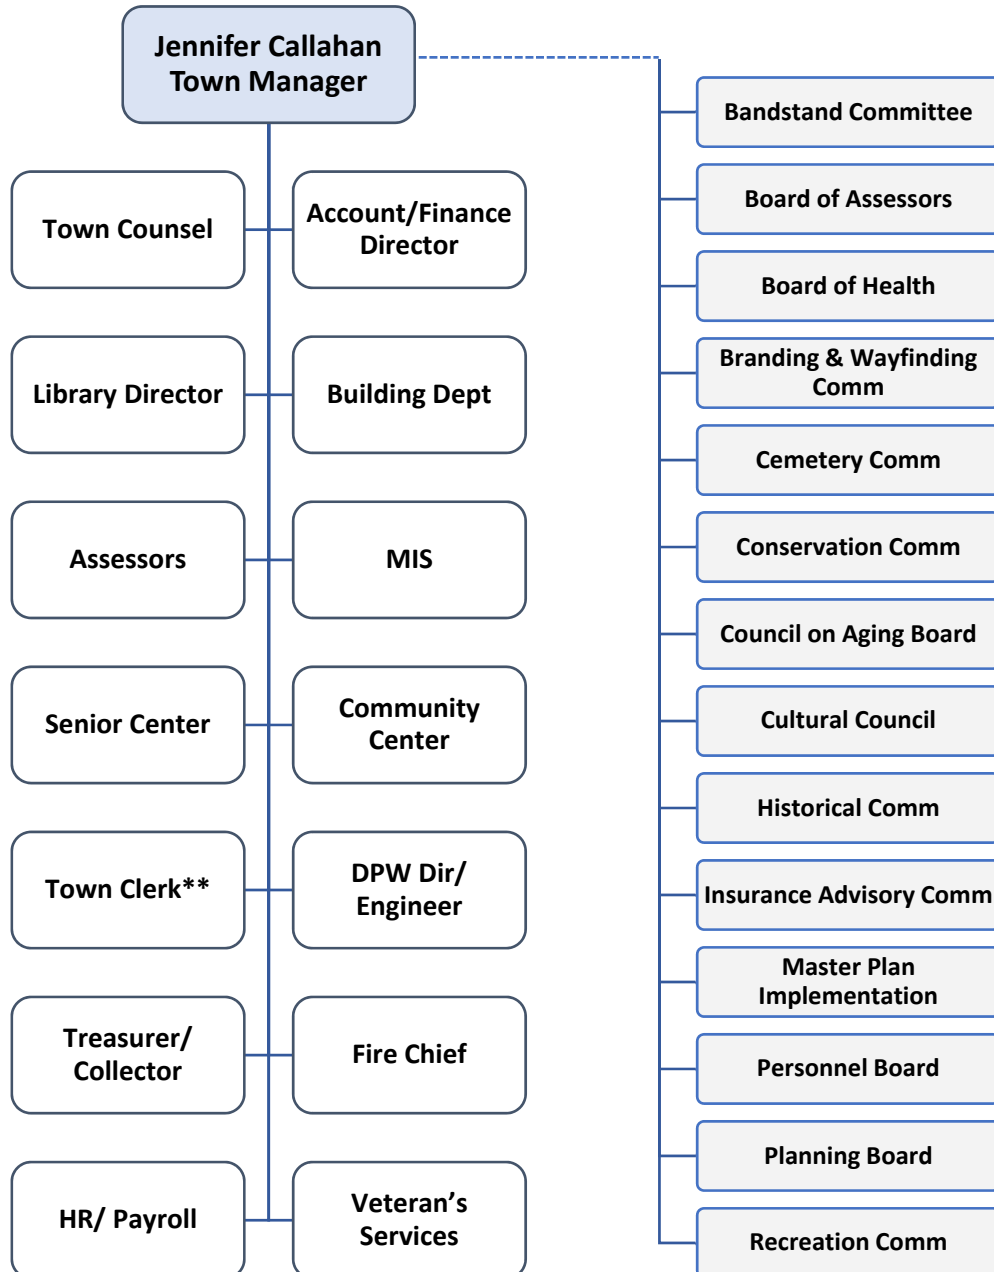 Jennifer Callahan
Town Manager
Town Counsel
Account/Finance
Director
Library Director
Building Dept
Assessors
MIS
Senior Center
Community
Center
Town Clerk**
DPW Dir/
Engineer
Treasurer/
Collector
Fire Chief
HR/ Payroll
Veteran’s
Services
Bandstand Committee
Board of Assessors
Board of Health
Branding & Wayfinding
Comm
Cemetery Comm
Conservation Comm
Council on Aging Board
Cultural Council
Historical Comm
Insurance Advisory Comm
Master Plan
Implementation
Personnel Board
Planning Board
Recreation Comm